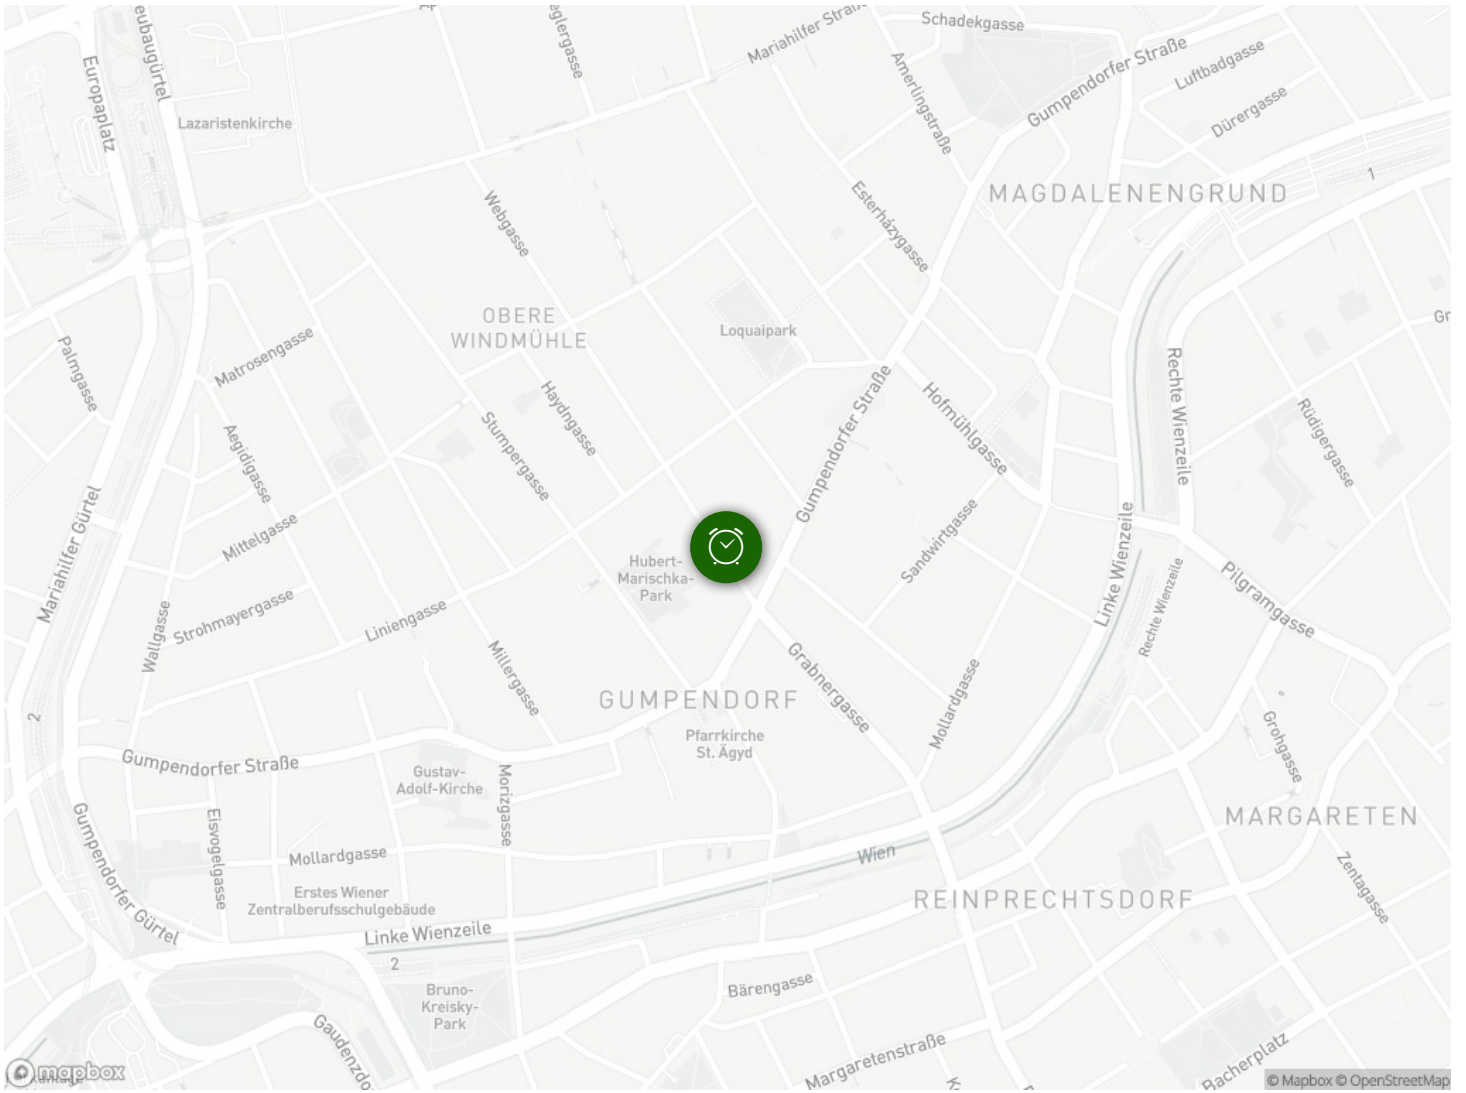 Neubaugürtel
Europaplatz
Lazaristenkirche
Mariahilfer Straße
Schadekgasse
Gumpendorfer Straße
Luftbadgasse
Dürergasse
Amerlingstraße
MAGDALENENGRUND
1
Webgasse
Esterházygasse
OBERE
WINDMÜHLE
Loquaipark
Matrosengasse
Palmgasse
Haydngasse
Stumpergasse
Aegidigasse
Gumpendorfer Straße
Hofmühlgasse
Rechte Wienzeile
Rüdigergasse
Mittelgasse
Mariahilfer Gürtel
Hubert-
Marischka-
Park
Sandwirtgasse
Linke Wienzeile
Rechte Wienzeile
Pilgramgasse
Strohmayergasse
Wallgasse
Liniengasse
Millergasse
Grabnergasse
GUMPENDORF
Mollardgasse
2
Pfarrkirche
St. Ägyd
Grohgasse
Gumpendorfer Straße
Gustav-
Adolf-Kirche
Morizgasse
MARGARETEN
Eisvogelgasse
Mollardgasse
Wien
Gumpendorfer Gürtel
Erstes Wiener
Zentralberufsschulgebäude
REINPRECHTSDORF
Zentagasse
Linke Wienzeile
2
Bruno-
Kreisky-
Park
Bärengasse
Gaudenzdo
Margaretenstraße
Bacherplatz
mapbox
© Mapbox © OpenStreetMap